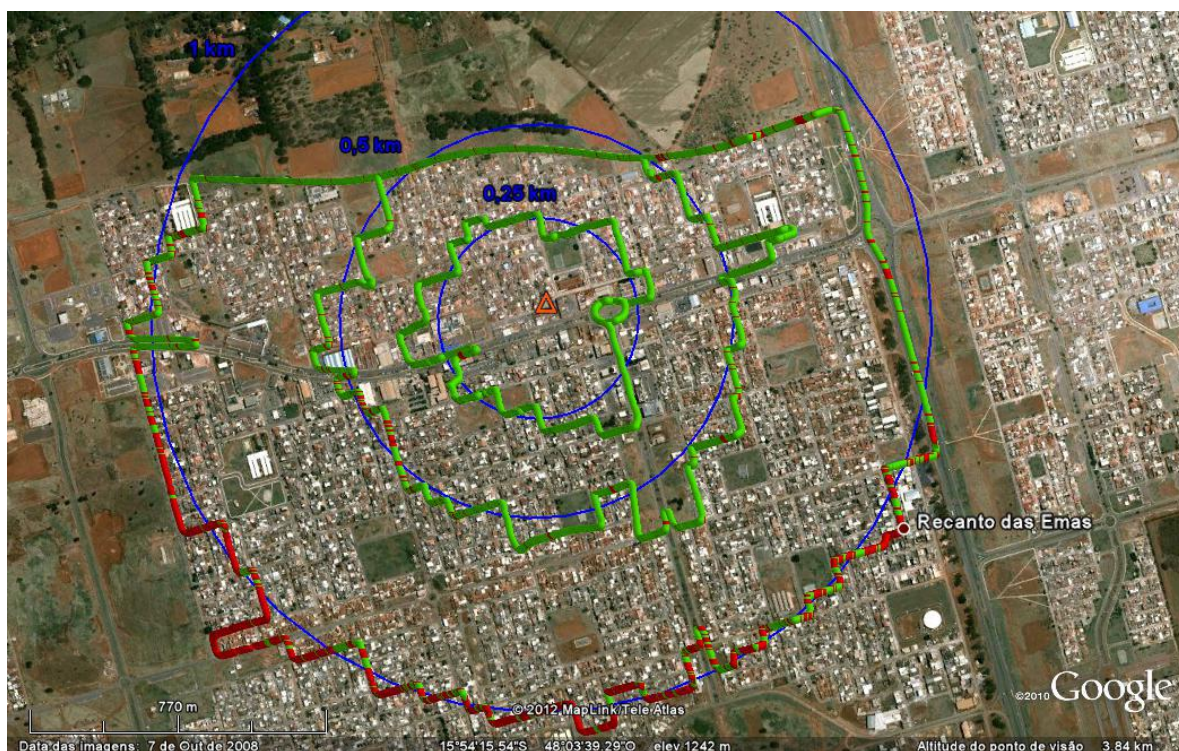 1 km
0,5 km
0,25 km
Recanto das Emas
770 m
© 2012 MapLink/Tele Atlas
©2010 Google
Data das imagens: 7 de Out de 2008 15°54'15.54"S 48°03'39.29"O elev 1242 m Altitude do ponto de visão 3.84 km